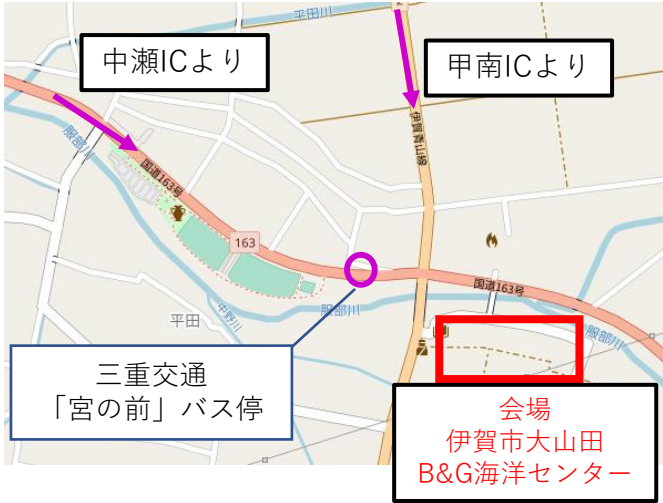 平田川
中瀬ICより
甲南ICより
伊賀青山線
服部川
国道163号
163
国道163号
服部川
中野川
平田
服部川
三重交通
「宮の前」バス停
会場
伊賀市大山田
B&G海洋センター